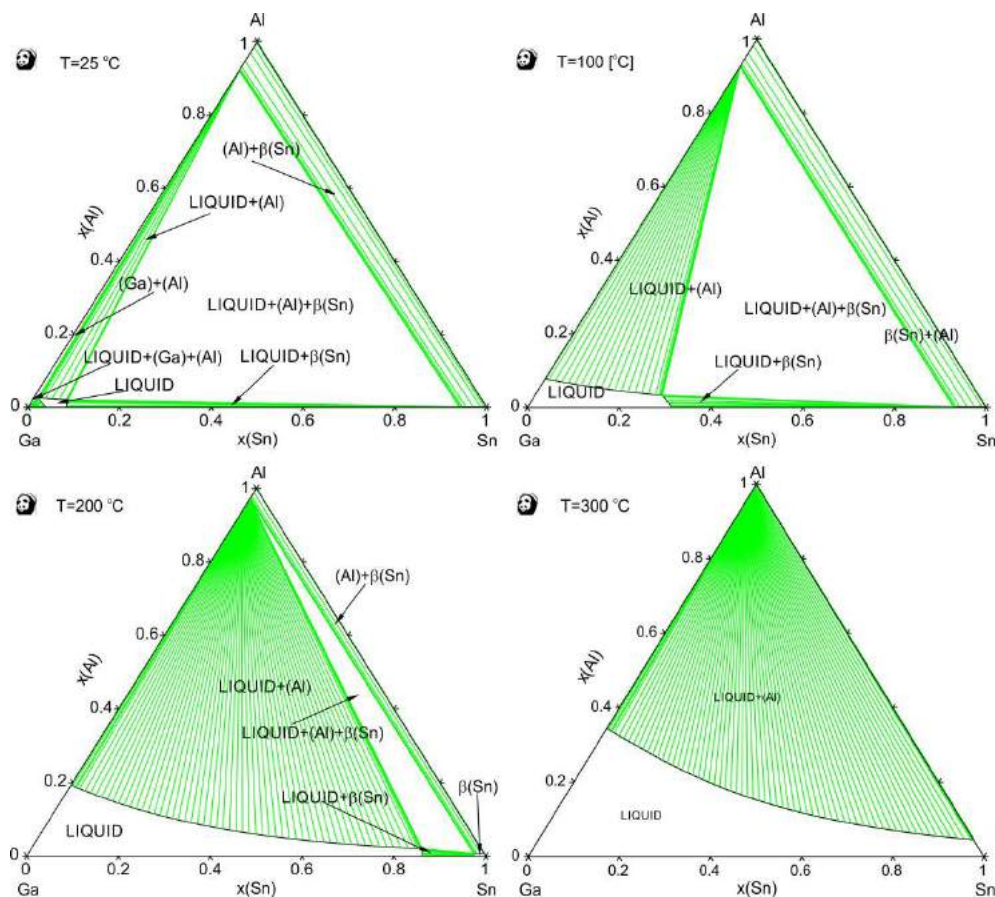 Al
T=25 °C
1
0.8
(Al)+β(Sn)
0.6
LIQUID+(Al)
x(Al)
0.4
(Ga)+(Al)
LIQUID+(Al)+β(Sn)
0.2
LIQUID+(Ga)+(Al)
LIQUID+β(Sn)
LIQUID
0
0.2 0.4 0.6 0.8 1
Ga x(Sn) Sn
Al
T=100 [°C]
1
0.8
0.6
x(Al)
0.4
LIQUID+(Al)
LIQUID+(Al)+β(Sn)
0.2
β(Sn)+(Al)
LIQUID+β(Sn)
LIQUID
0
0.2 0.4 0.6 0.8 1
Ga x(Sn) Sn
Al
T=200 °C
1
0.8
(Al)+β(Sn)
0.6
x(Al)
LIQUID+(Al)
0.4
LIQUID+(Al)+β(Sn)
0.2
LIQUID+β(Sn)
β(Sn)
LIQUID
0
0.2 0.4 0.6 0.8 1
Ga x(Sn) Sn
Al
T=300 °C
1
0.8
0.6
x(Al)
LIQUID+(Al)
0.4
0.2
LIQUID
0
0.2 0.4 0.6 0.8 1
Ga x(Sn) Sn